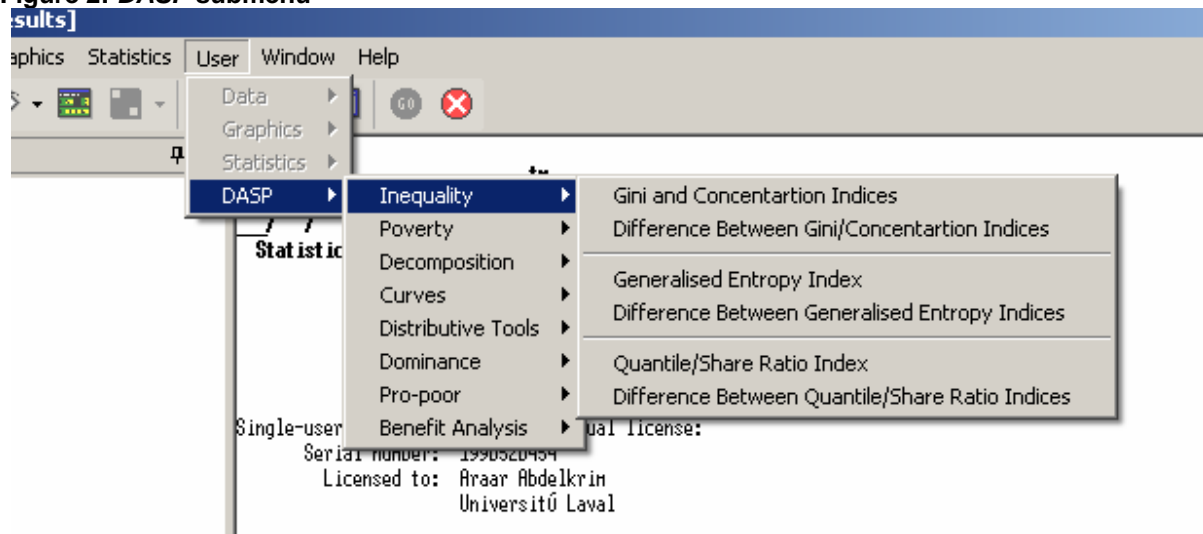 Figure 2: DASP submenu
esults]
aphics Statistics User Window Help
GO
Data
Graphics
Statistics
DASP
Inequality
Poverty
Decomposition
Curves
Distributive Tools
Dominance
Pro-poor
Benefit Analysis
Gini and Concentartion Indices
Difference Between Gini/Concentartion Indices
Generalised Entropy Index
Difference Between Generalised Entropy Indices
Quantile/Share Ratio Index
Difference Between Quantile/Share Ratio Indices
Statistic
Single-user ual license:
Serial number:
Licensed to: Araar Abdelkrim
UniversitÚ Laval